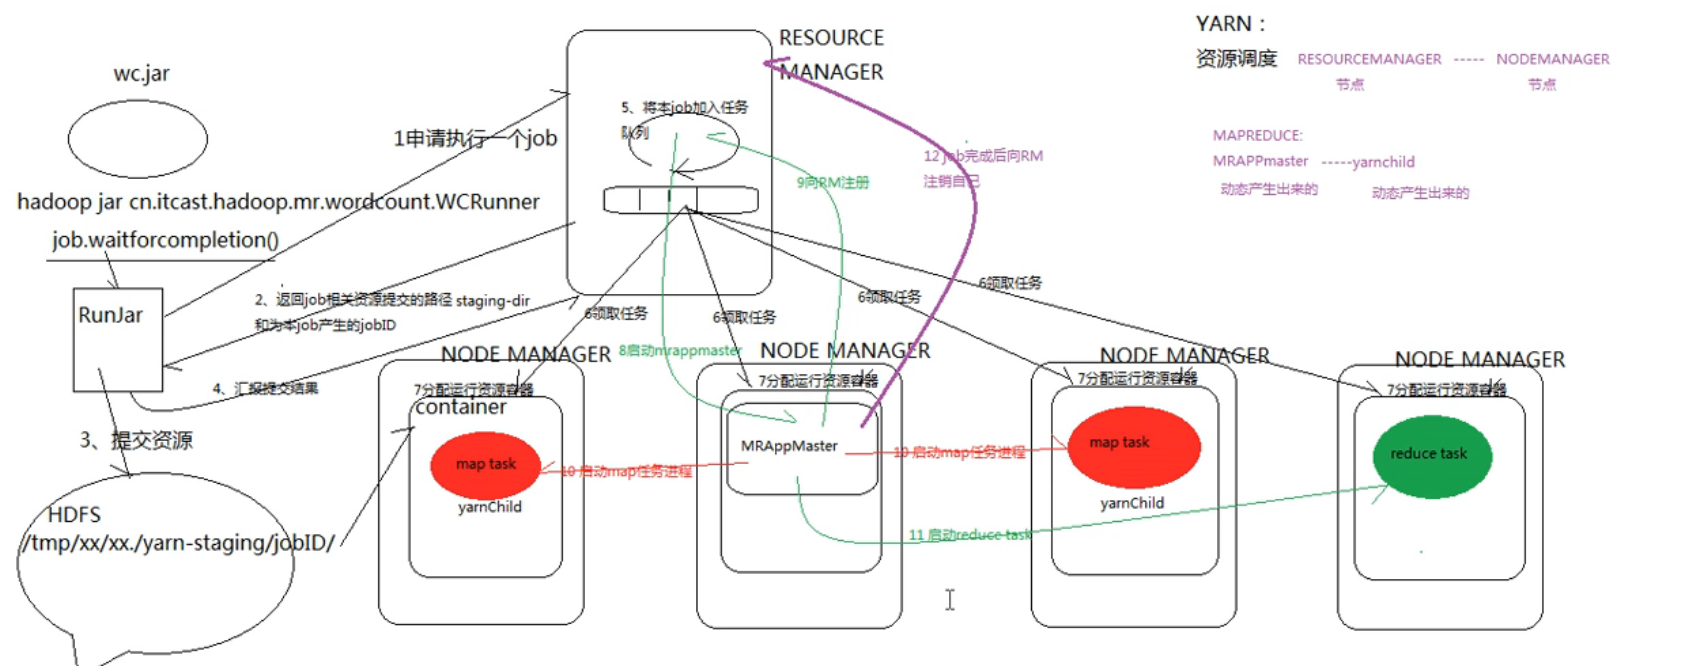 wc.jar
hadoop jar cn.itcast.hadoop.mr.wordcount.WCRunner
job.waitforcompletion()
RunJar
1申请执行一个job
2、返回job相关资源提交的路径 staging-dir
和为本job产生的jobID
4、汇报提交结果
3、提交资源
HDFS
/tmp/xx/xx./yarn-staging/jobID/
RESOURCE
MANAGER
5、将本job加入任务
队列
9向RM注册
12 job完成后向RM
注销自己
6领取任务
6领取任务
6领取任务
6领取任务
8启动mrappmaster
NODE MANAGER
7分配运行资源容器
container
map task
yarnChild
10 启动map任务进程
NODE MANAGER
7分配运行资源容器
MRAppMaster
10 启动map任务进程
11 启动reduce task
NODE MANAGER
7分配运行资源容器
map task
yarnChild
NODE MANAGER
7分配运行资源容器
reduce task
YARN：
资源调度 RESOURCEMANAGER ----- NODEMANAGER
节点 节点
MAPREDUCE:
MRAPPmaster -----yarnchild
动态产生出来的 动态产生出来的